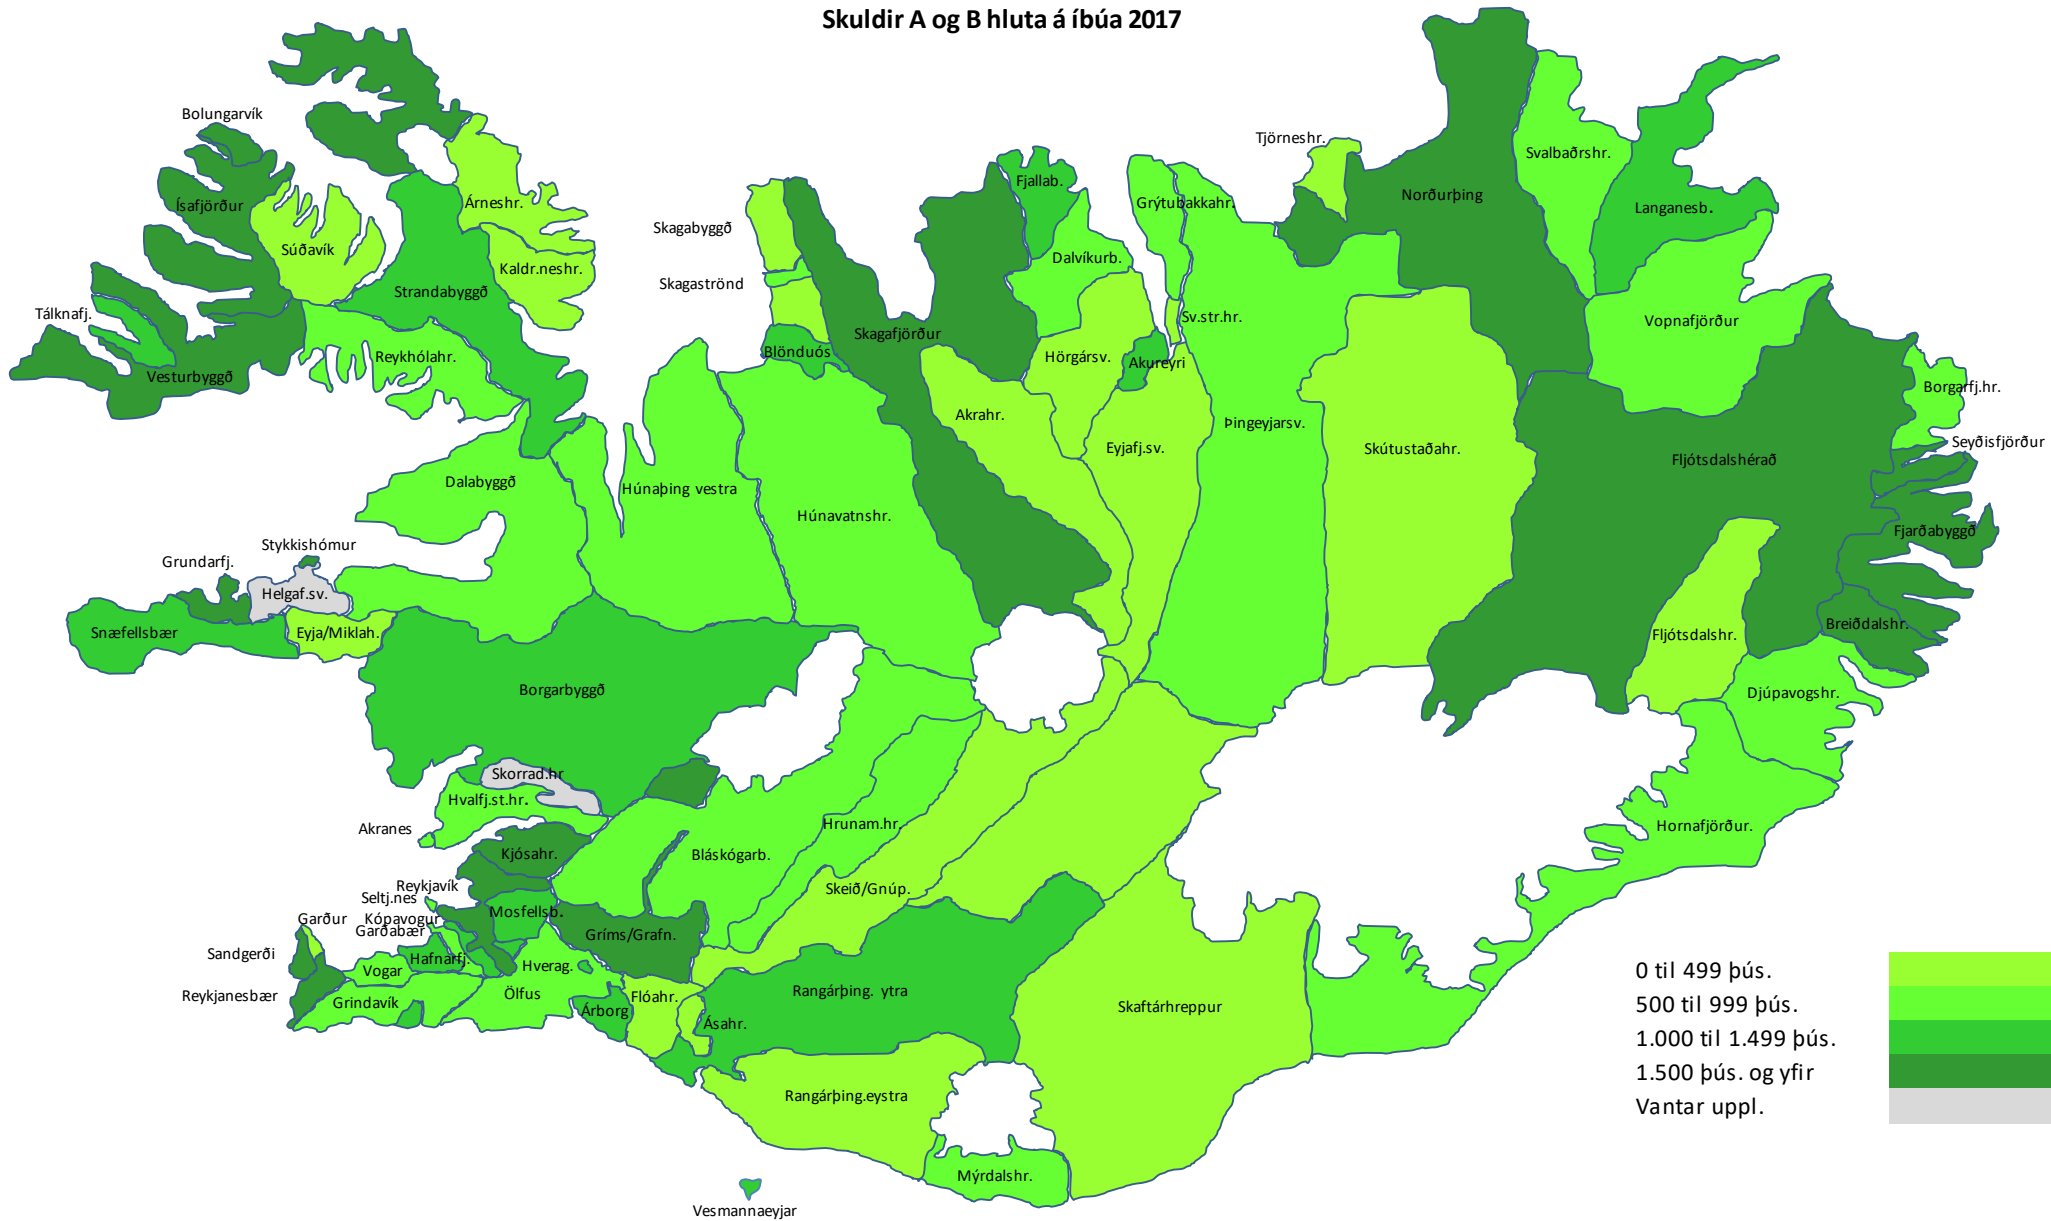 Skuldir A og B hluta á íbúa 2017
Bolungarvík
Tjörneshr.
Svalbaðrshr.
Fjallab.
Norðurþing
Ísafjörður
Árneshr.
Grýtubakkahr.
Langanesb.
Skagabyggð
Súðavík
Dalvíkurb.
Kaldr.neshr.
Skagaströnd
Strandabyggð
Tálknafj.
Sv.str.hr.
Vopnafjörður
Skagafjörður
Blönduós
Reykhólahr.
Hörgársv.
Akureyri
Vesturbyggð
Borgarfj.hr.
Akrahr.
Þingeyjarsv.
Seyðisfjörður
Eyjafj.sv.
Skútustaðahr.
Fljótsdalshérað
Dalabyggð
Húnaþing vestra
Húnavatnshr.
Fjarðabyggð
Stykkishómur
Grundarfj.
Helgaf.sv.
Breiðdalshr.
Snæfellsbær
Eyja/Miklah.
Fljótsdalshr.
Borgarbyggð
Djúpavogshr.
Skorrad.hr
Hvalfj.st.hr.
Akranes
Hrunam.hr.
Hornafjörður.
Kjósahr.
Bláskógarb.
Reykjavík
Skeið/Gnúp.
Seltj.nes
Mosfellsb.
Garður
Kópavogur
Garðabær
Gríms/Grafn.
Sandgerði
Hafnarfj.
Hverag.
Vogar
0 til 499 þús.
Reykjanesbær
Ölfus
Flóahr.
Rangárþing. ytra
Grindavík
500 til 999 þús.
Árborg
Skaftárhreppur
Ásahr.
1.000 til 1.499 þús.
1.500 þús. og yfir
Rangárþing.eystra
Vantar uppl.
Mýrdalshr.
Vesmannaeyjar